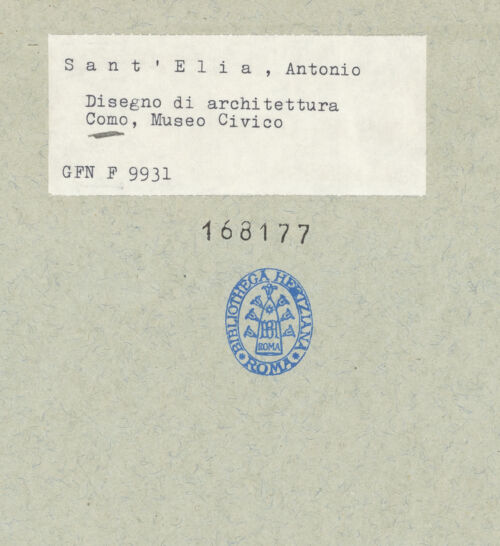 Sant'Elia, Antonio
Disegno di architettura
Como, Museo Civico
GFN F 9931
168177
BIBLIOTHECA HERTZIANA
ROMA
ROMA